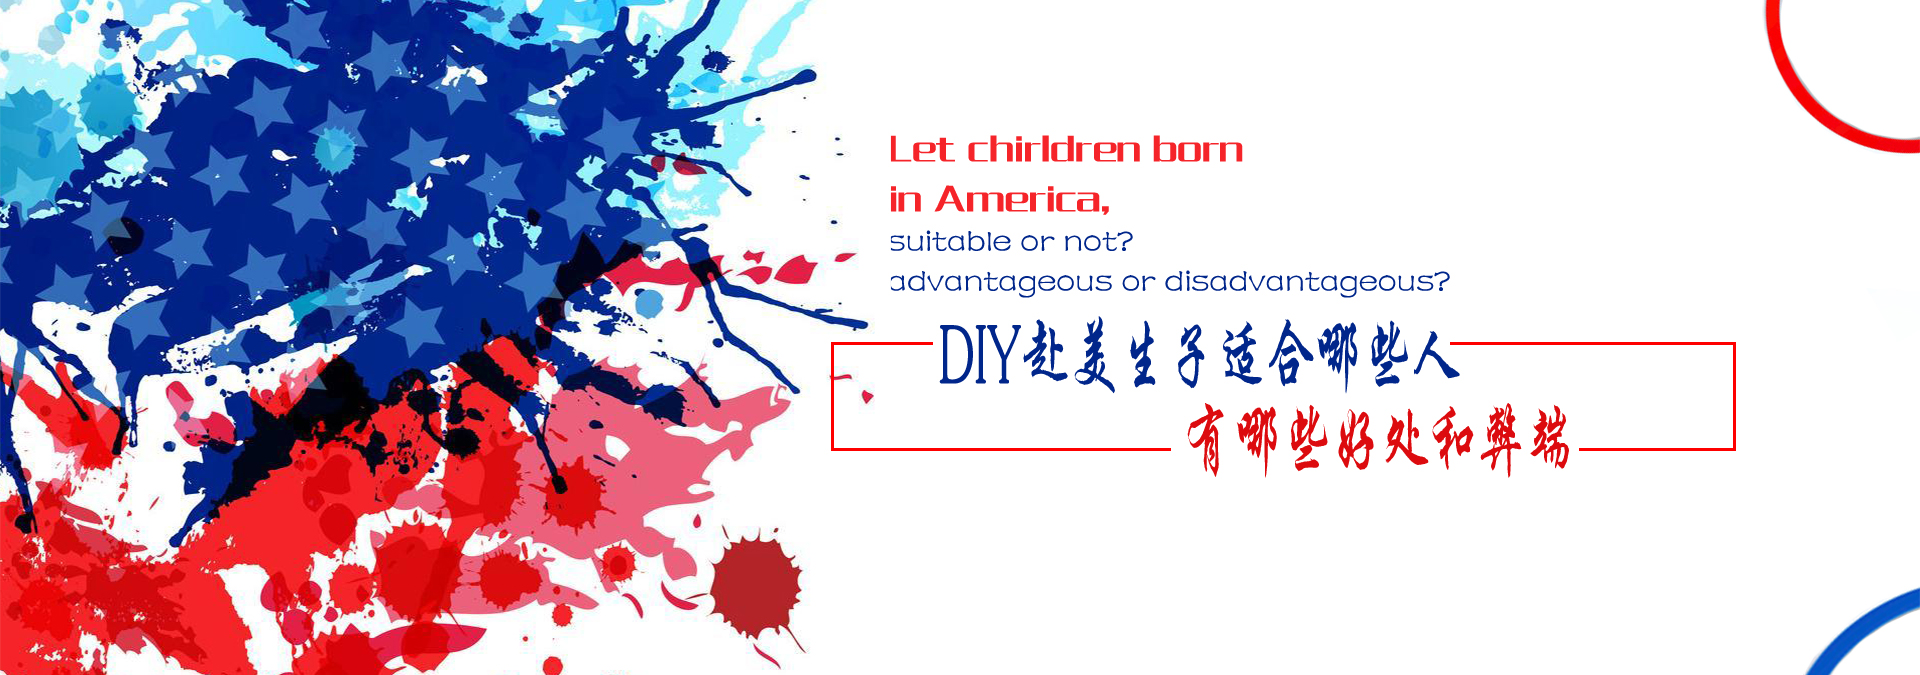 Let chirldren born
in America,
suitable or not?
advantageous or disadvantageous?
DIY赴美生子适合哪些人
有哪些好处和弊端